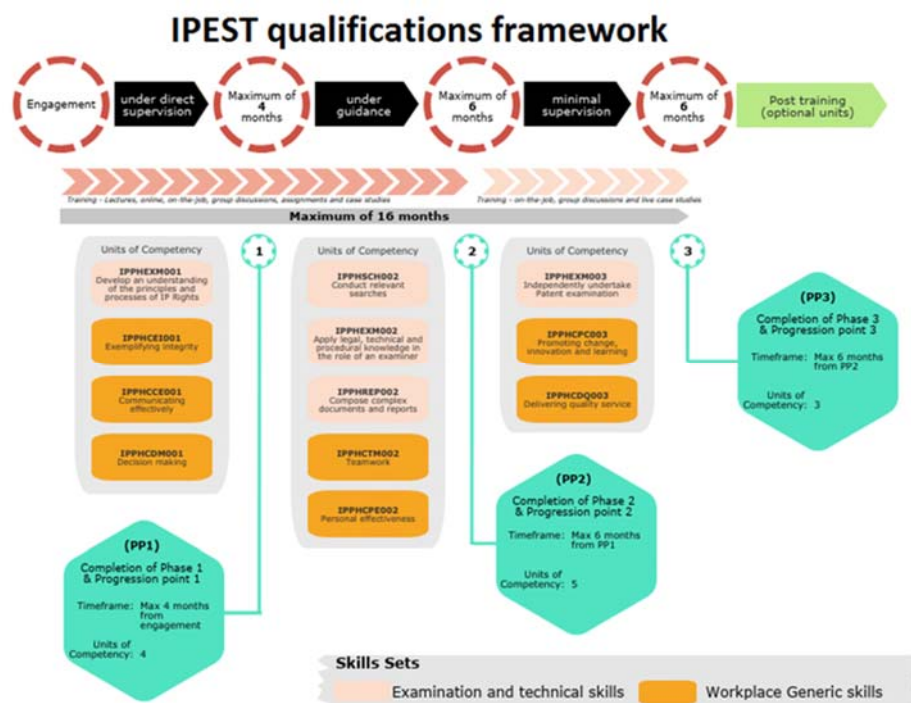 IPEST qualifications framework
Engagement
under direct
supervision
Maximum of
4
months
under
guidance
Maximum of
6
months
minimal
supervision
Maximum of
6
months
Post training
(optional units)
Training - Lectures, online, on-the-job, group discussions, assignments and case studies
Training - on-the-job, group discussions and live case studies
Maximum of 16 months
Units of Competency
IPPHEXM001
Develop an understanding
of the principles and
processes of IP Rights
IPPHCEI001
Exemplifying integrity
IPPHCCE001
Communicating
effectively
IPPHCDM001
Decision making
1
(PP1)
Completion of Phase 1
& Progression point 1
Timeframe: Max 4 months
from
engagement
Units of
Competency: 4
Units of Competency
IPPHSCH002
Conduct relevant
searches
IPPHEXM002
Apply legal, technical and
procedural knowledge in
the role of an examiner
IPPHREP002
Compose complex
documents and reports
IPPHCTM002
Teamwork
IPPHCPE002
Personal effectiveness
2
(PP2)
Completion of Phase 2
& Progression point 2
Timeframe: Max 6 months
from PP1
Units of
Competency: 5
Units of Competency
IPPHEXM003
Independently undertake
Patent examination
IPPHCPC003
Promoting change,
innovation and learning
IPPHCDQ003
Delivering quality service
3
(PP3)
Completion of Phase 3
& Progression point 3
Timeframe: Max 6 months
from PP2
Units of
Competency: 3
Skills Sets
Examination and technical skills
Workplace Generic skills